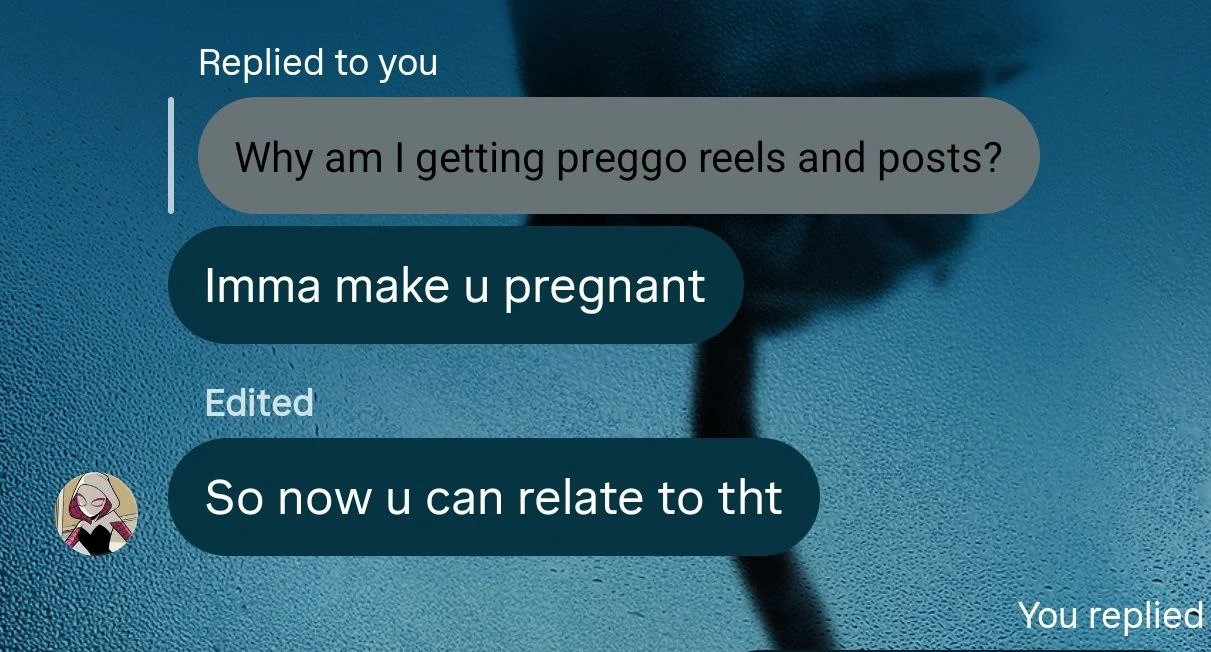 Replied to you
Why am I getting preggo reels and posts?
Imma make u pregnant
Edited
So now u can relate to tht
You replied